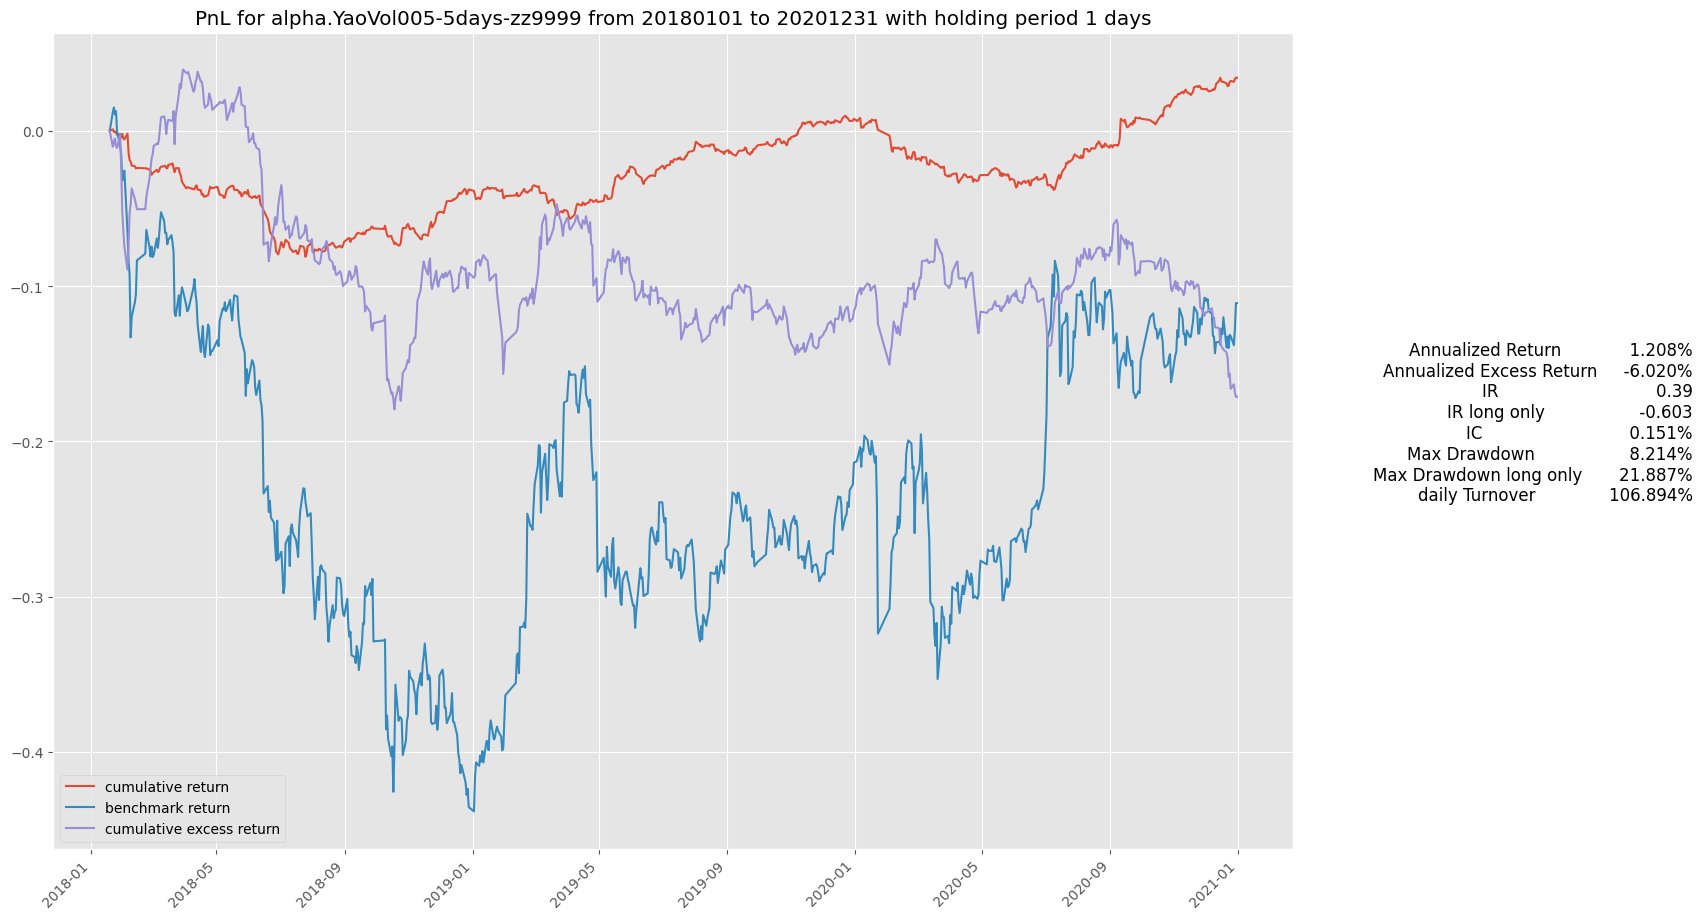 PnL for alpha.YaoVol005-5days-zz9999 from 20180101 to 20201231 with holding period 1 days
0.0
−0.1
−0.2
−0.3
−0.4
Annualized Return 1.208%
Annualized Excess Return -6.020%
IR 0.39
IR long only -0.603
IC 0.151%
Max Drawdown 8.214%
Max Drawdown long only 21.887%
daily Turnover 106.894%
cumulative return
benchmark return
cumulative excess return
2018-01
2018-05
2018-09
2019-01
2019-05
2019-09
2020-01
2020-05
2020-09
2021-01